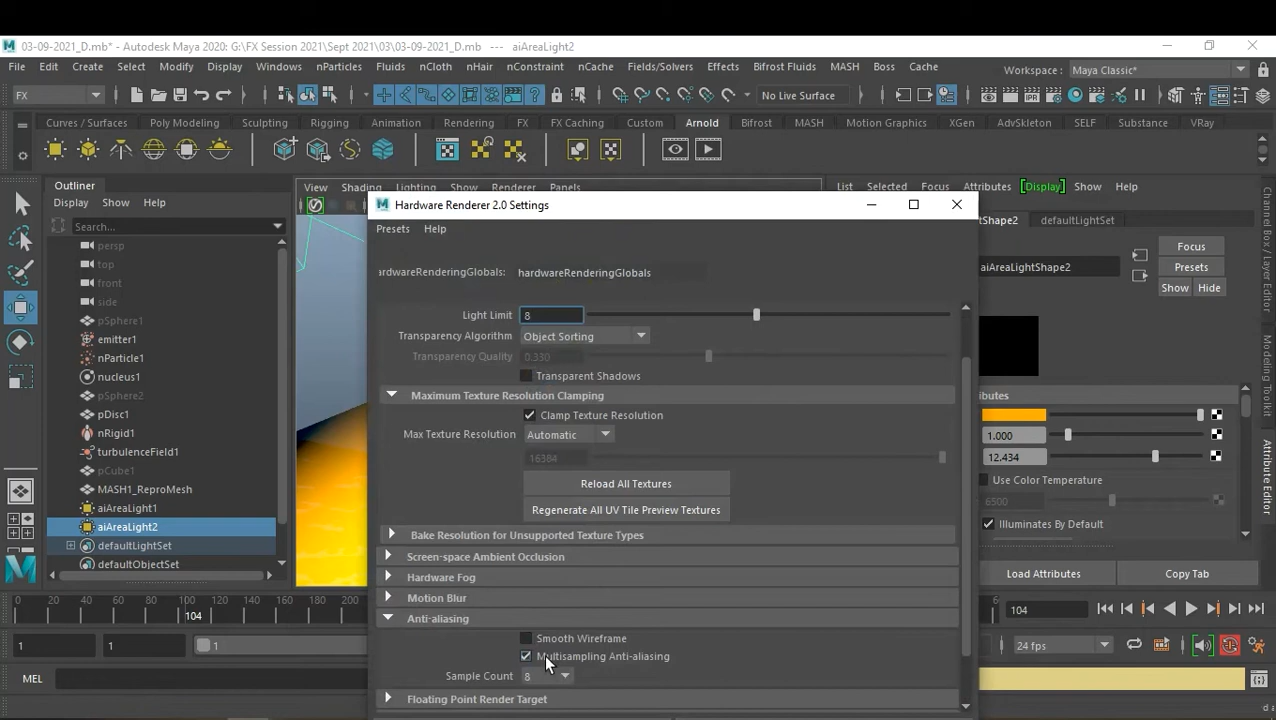 03-09-2021_D.mb* - Autodesk Maya 2020: G:\FX Session 2021\Sept 2021\03\03-09-2021_D.mb --- aiAreaLight2
File Edit Create Select Modify Display Windows nParticles Fluids nCloth nHair nConstraint nCache Fields/Solvers Effects Bifrost Fluids MASH Boss Cache Workspace : Maya Classic*
FX No Live Surface
Curves / Surfaces Poly Modeling Sculpting Rigging Animation Rendering FX FX Caching Custom Arnold Bifrost MASH Motion Graphics XGen AdvSkeleton SELF Substance VRay
Outliner
Display Show Help
Search...
persp
top
front
side
pSphere1
emitter1
nParticle1
nucleus1
pSphere2
pDisc1
nRigid1
turbulenceField1
pCube1
MASH1_ReproMesh
aiAreaLight1
aiAreaLight2
defaultLightSet
defaultObjectSet
View Shading Lighting Show Renderer Panels
Hardware Renderer 2.0 Settings
Presets Help
ardwareRenderingGlobals: hardwareRenderingGlobals
Light Limit 8
Transparency Algorithm Object Sorting
Transparency Quality 0.330
Transparent Shadows
Maximum Texture Resolution Clamping
Clamp Texture Resolution
Max Texture Resolution Automatic
16384
Reload All Textures
Regenerate All UV Tile Preview Textures
Bake Resolution for Unsupported Texture Types
Screen-space Ambient Occlusion
Hardware Fog
Motion Blur
Anti-aliasing
Smooth Wireframe
Multisampling Anti-aliasing
Sample Count 8
Floating Point Render Target
List Selected Focus Attributes Display Show Help
tShape2 defaultLightSet
Focus
aiAreaLightShape2 Presets
Show Hide
ibutes
1.000
12.434
Use Color Temperature
6500
Illuminates By Default
Load Attributes Copy Tab
Channel Box / Layer Editor
Modeling Toolkit
Attribute Editor
0 20 40 60 80 100 120 140 160 180 200
104
104
1 1 1
24 fps
MEL